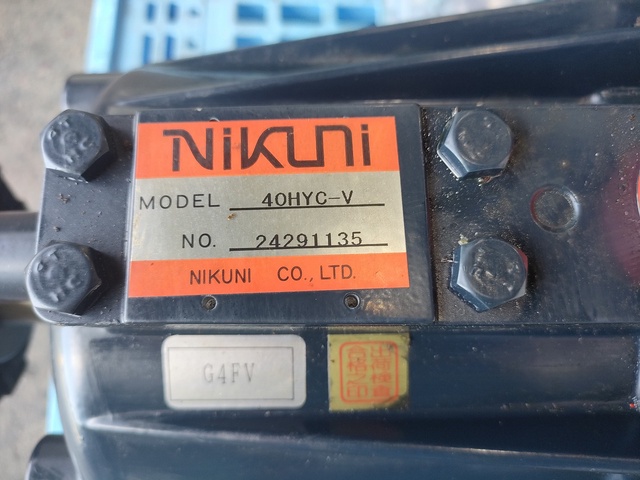 NiKUNi
MODEL 40HYC-V
NO. 24291135
NIKUNI CO.,LTD.
G4FV